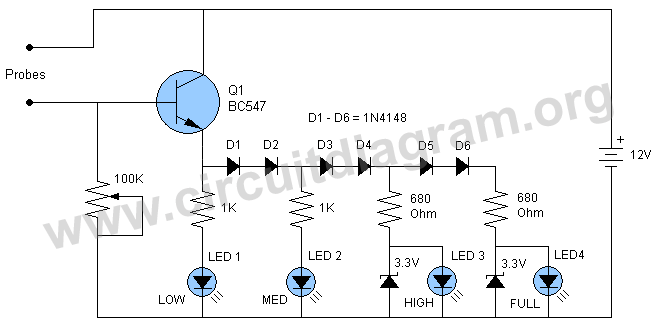 Probes
Q1
BC547
D1 - D6 = 1N4148
D1
D2
D3
D4
D5
D6
+
12V
100K
1K
1K
680
Ohm
680
Ohm
LED 1
LED 2
3.3V
LED 3
3.3V
LED4
LOW
MED
HIGH
FULL
www.circuitdiagram.org